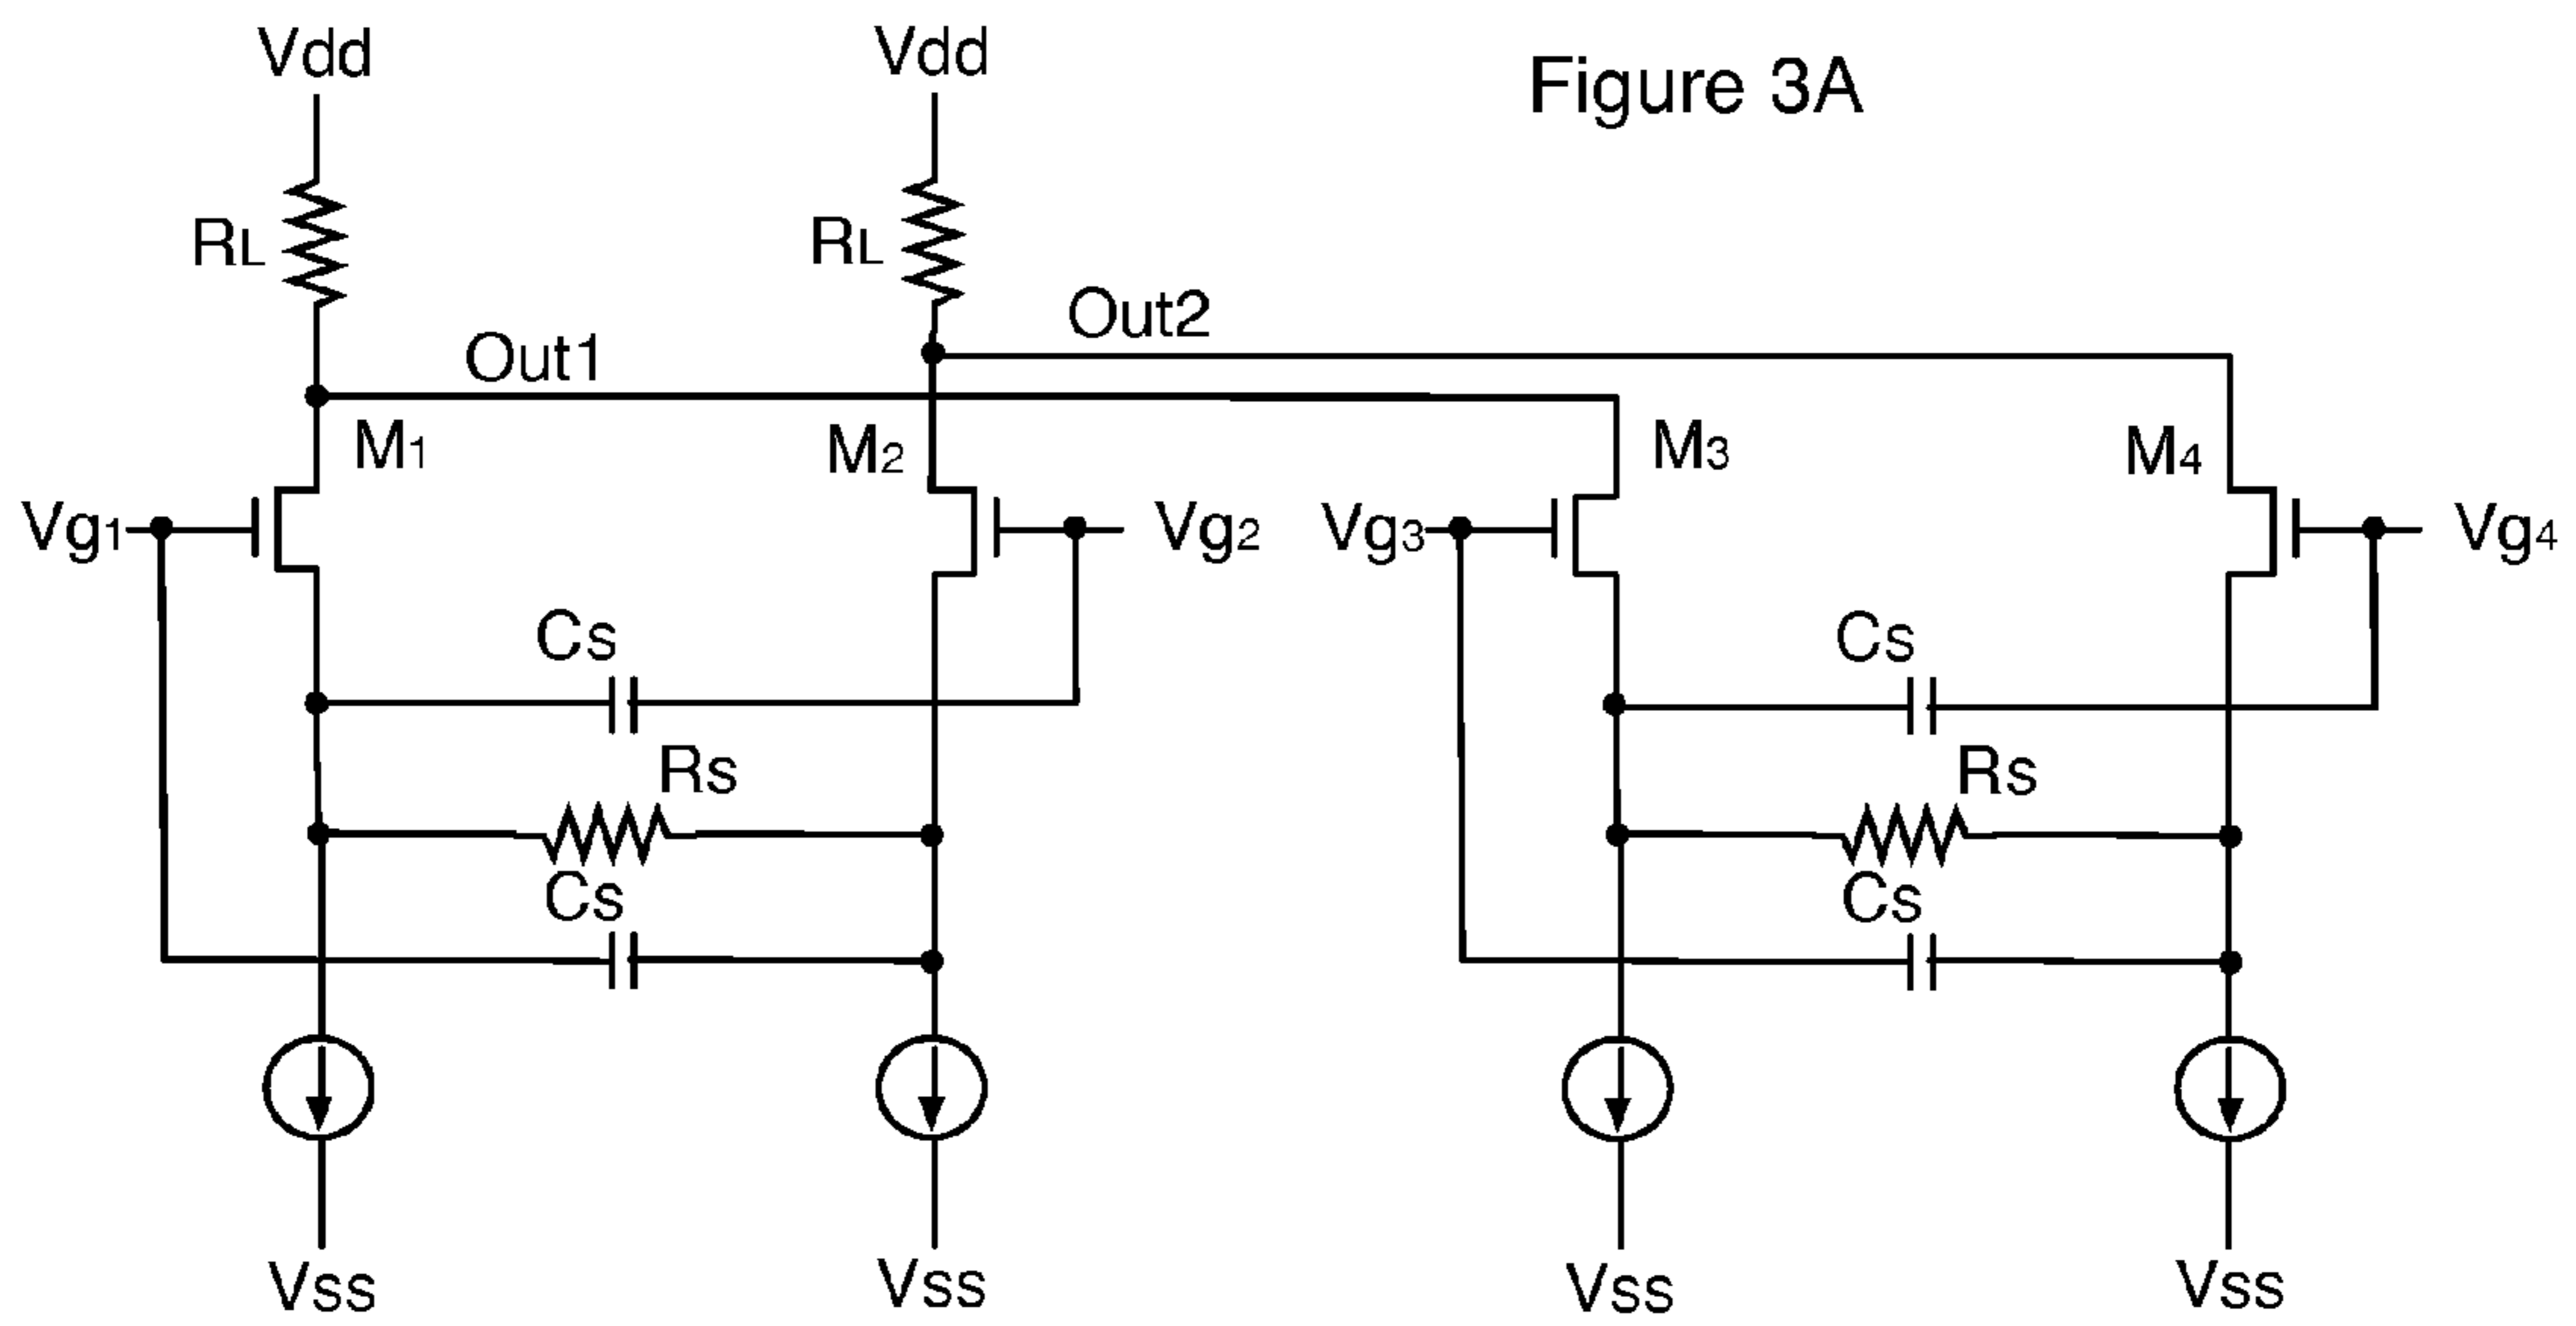 Vdd
Vdd
Figure 3A
RL
RL
Out2
Out1
M1
M2
M3
M4
Vg1
Vg2
Vg3
Vg4
Cs
Cs
Rs
Rs
Cs
Cs
Vss
Vss
Vss
Vss